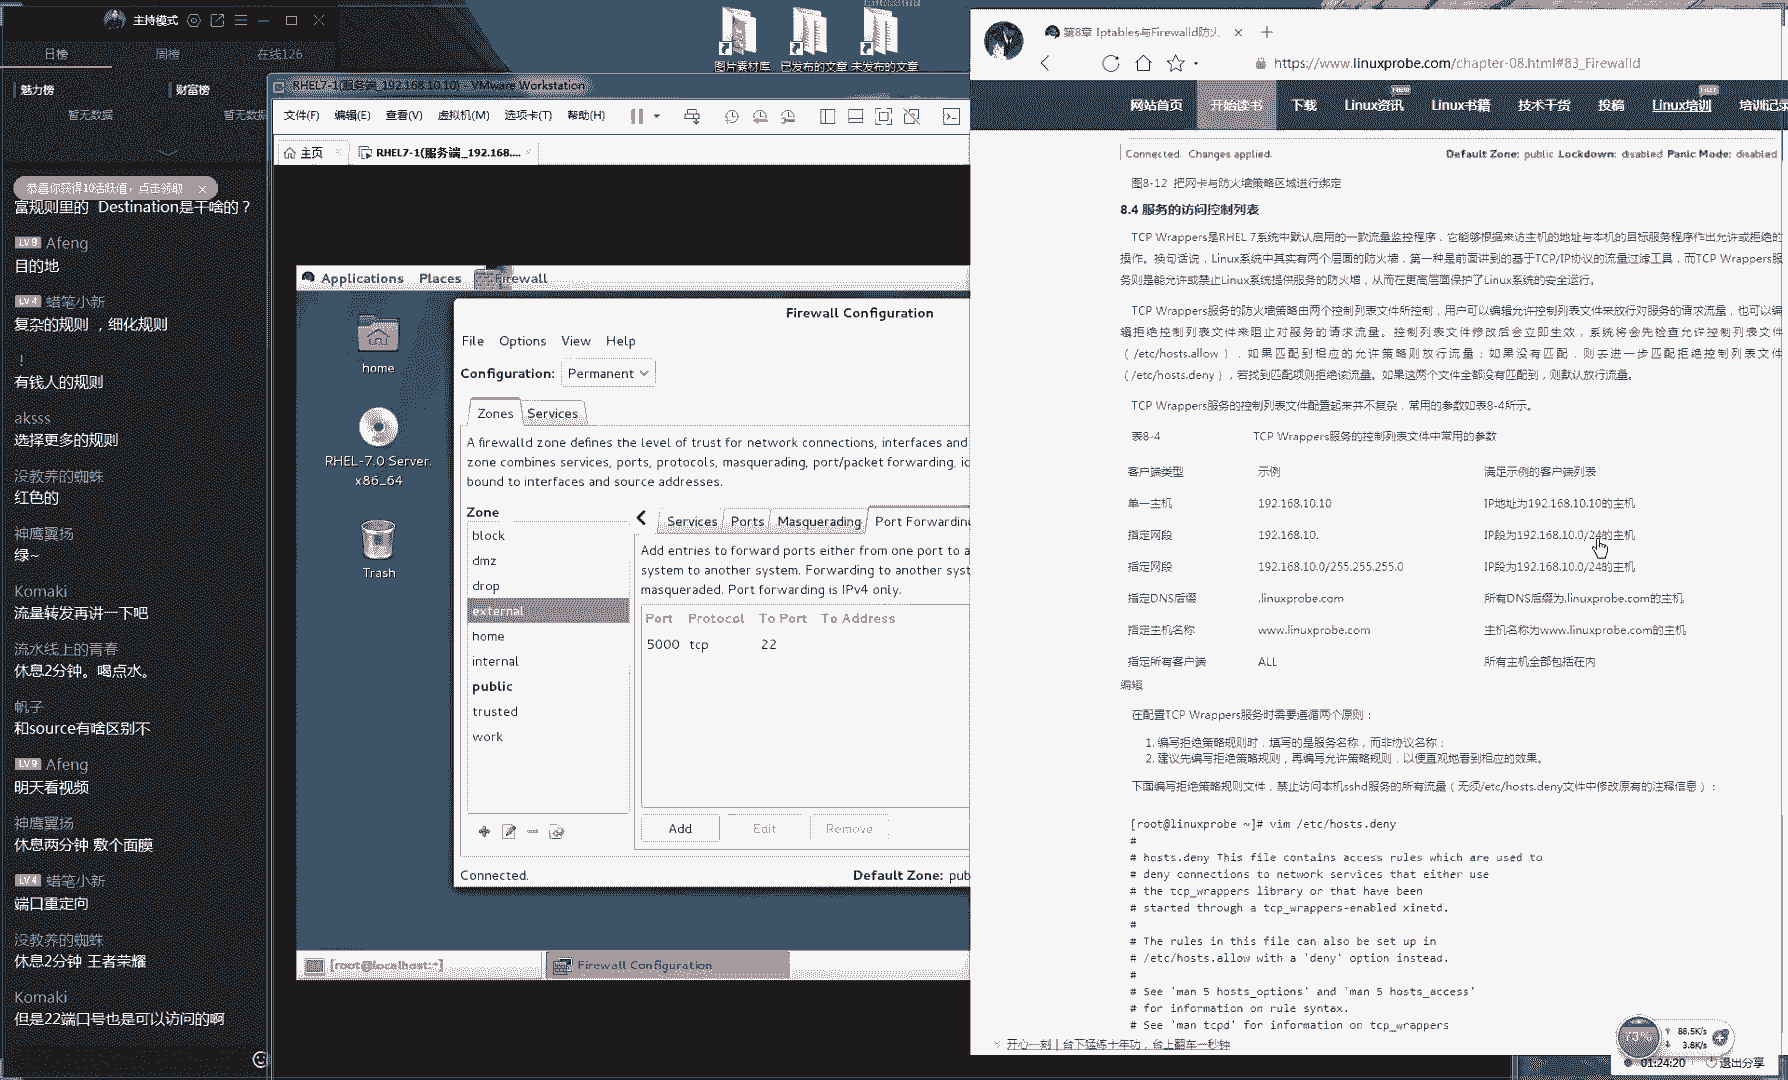 主持模式
日榜 周榜 在线126
魅力榜 财富榜
暂无数据 暂无数据
恭喜你获得10活跃值，点击领取 ×
富规则里的 Destination是干啥的？
LV9 Afeng
目的地
LV4 蜡笔小新
复杂的规则 ，细化规则
！
有钱人的规则
aksss
选择更多的规则
没教养的蜘蛛
红色的
神鹰翼扬
绿~
Komaki
流量转发再讲一下吧
流水线上的青春
休息2分钟。喝点水。
帆子
和source有啥区别不
LV9 Afeng
明天看视频
神鹰翼扬
休息两分钟 敷个面膜
LV4 蜡笔小新
端口重定向
没教养的蜘蛛
休息2分钟 王者荣耀
Komaki
但是22端口号也是可以访问的啊
图片素材库 已发布的文章 未发布的文章
RHEL7-1(服务端_192.168.10.10) - VMware Workstation
文件(F) 编辑(E) 查看(V) 虚拟机(M) 选项卡(T) 帮助(H)
主页 × RHEL7-1(服务端_192.168.... ×
Applications Places Firewall
home
RHEL-7.0 Server.
x86_64
Trash
Firewall Configuration
File Options View Help
Configuration: Permanent
Zones Services
A firewalld zone defines the level of trust for network connections, interfaces and
zone combines services, ports, protocols, masquerading, port/packet forwarding, ic
bound to interfaces and source addresses.
Zone
block
dmz
drop
external
home
internal
public
trusted
work
Services Ports Masquerading Port Forwarding
Add entries to forward ports either from one port to a
system to another system. Forwarding to another syst
masqueraded. Port forwarding is IPv4 only.
Port Protocol To Port To Address
5000 tcp 22
Add Edit Remove
Connected. Default Zone: pub
[root@localhost:~] Firewall Configuration
第8章 Iptables与Firewalld防火 × +
https://www.linuxprobe.com/chapter-08.html#83_Firewalld
网站首页 开始读书 下载 Linux资讯 NEW Linux书籍 技术干货 投稿 Linux培训 HOT 培训记录
Connected. Changes applied. Default Zone: public Lockdown: disabled Panic Mode: disabled
图8-12 把网卡与防火墙策略区域进行绑定
8.4 服务的访问控制列表
TCP Wrappers是RHEL 7系统中默认启用的一款流量监控程序，它能够根据来访主机的地址与本机的目标服务程序作出允许或拒绝的
操作。换句话说，Linux系统中其实有两个层面的防火墙，第一种是前面讲到的基于TCP/IP协议的流量过滤工具，而TCP Wrappers服
务则是能允许或禁止Linux系统提供服务的防火墙，从而在更高层面保护了Linux系统的安全运行。
TCP Wrappers服务的防火墙策略由两个控制列表文件所控制，用户可以编辑允许控制列表文件来放行对服务的请求流量，也可以编
辑拒绝控制列表文件来阻止对服务的请求流量。控制列表文件修改后会立即生效，系统将会先检查允许控制列表文件
（/etc/hosts.allow），如果匹配到相应的允许策略则放行流量；如果没有匹配，则去进一步匹配拒绝控制列表文件
（/etc/hosts.deny），若找到匹配项则拒绝该流量。如果这两个文件全都没有匹配到，则默认放行流量。
TCP Wrappers服务的控制列表文件配置起来并不复杂，常用的参数如表8-4所示。
表8-4 TCP Wrappers服务的控制列表文件中常用的参数
客户端类型 示例 满足示例的客户端列表
单一主机 192.168.10.10 IP地址为192.168.10.10的主机
指定网段 192.168.10. IP段为192.168.10.0/24的主机
指定网段 192.168.10.0/255.255.255.0 IP段为192.168.10.0/24的主机
指定DNS后缀 .linuxprobe.com 所有DNS后缀为.linuxprobe.com的主机
指定主机名称 www.linuxprobe.com 主机名称为www.linuxprobe.com的主机
指定所有客户端 ALL 所有主机全部包括在内
编辑
在配置TCP Wrappers服务时需要遵循两个原则：
1. 编写拒绝策略规则时，填写的是服务名称，而非协议名称；
2. 建议先编写拒绝策略规则，再编写允许策略规则，以便直观地看到相应的效果。
下面编写拒绝策略规则文件，禁止访问本机sshd服务的所有流量（无须/etc/hosts.deny文件中修改原有的注释信息）：
[root@linuxprobe ~]# vim /etc/hosts.deny
#
# hosts.deny This file contains access rules which are used to
# deny connections to network services that either use
# the tcp_wrappers library or that have been
# started through a tcp_wrappers-enabled xinetd.
#
# The rules in this file can also be set up in
# /etc/hosts.allow with a 'deny' option instead.
#
# See 'man 5 hosts_options' and 'man 5 hosts_access'
# for information on rule syntax.
# See 'man tcpd' for information on tcp_wrappers
开心一刻 | 台下猛练十年功，台上翻车一秒钟
73% 88.5K/s
3.8K/s
01:24:20 退出分享